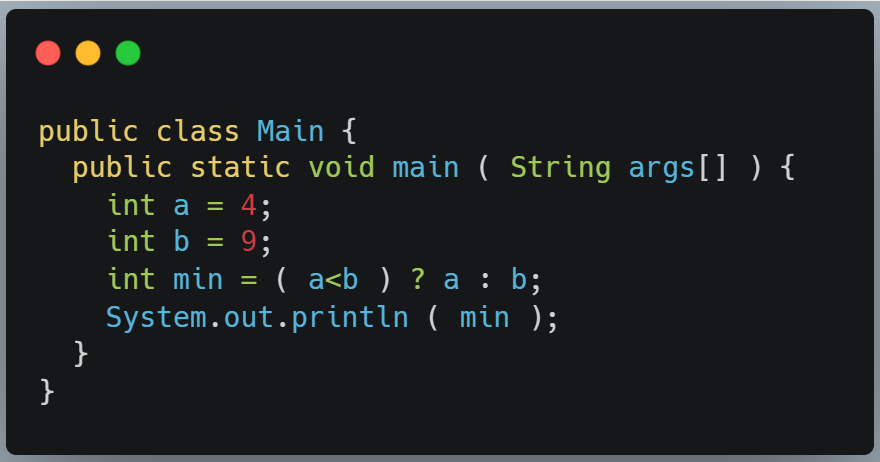 public class Main {
  public static void main ( String args[] ) {
    int a = 4;
    int b = 9;
    int min = ( a<b ) ? a : b;
    System.out.println ( min );
  }
}